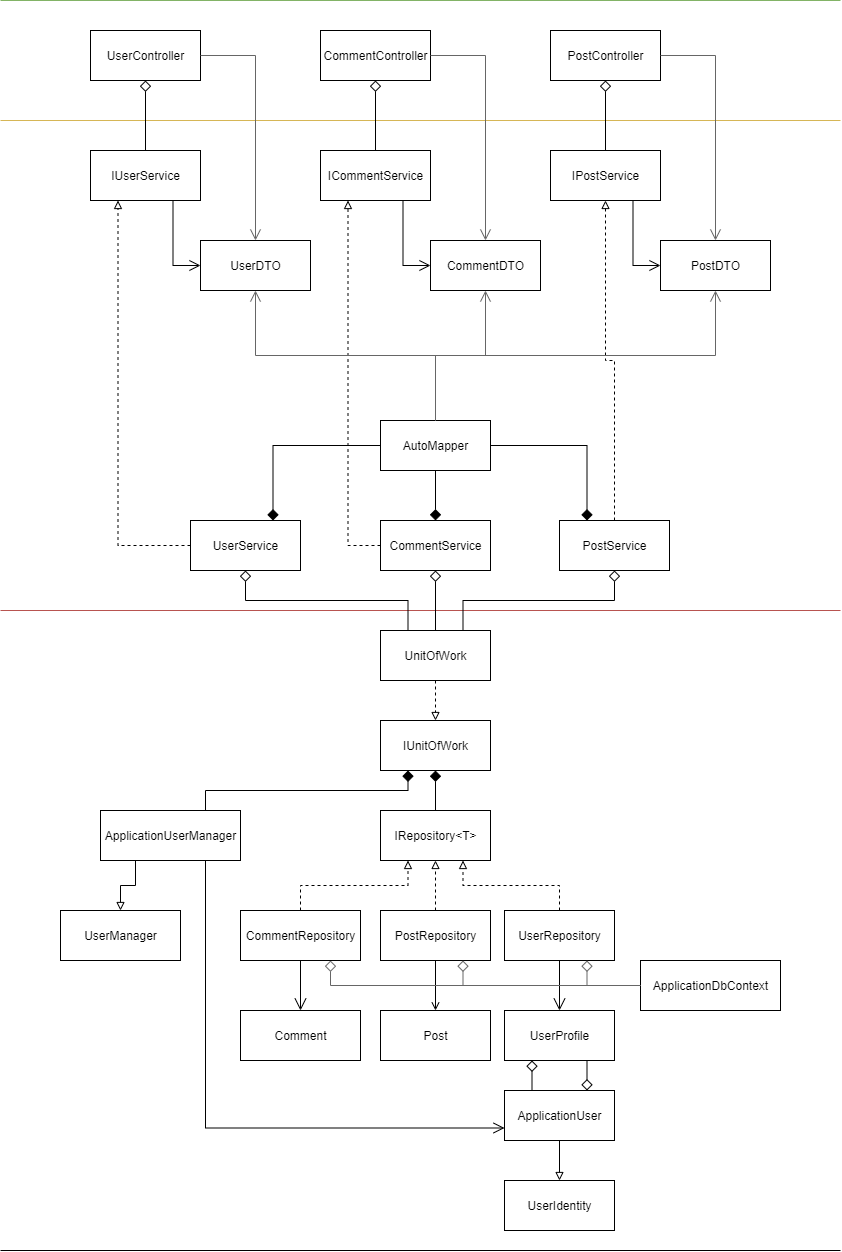 UserController
CommentController
PostController
IUserService
ICommentService
IPostService
UserDTO
CommentDTO
PostDTO
AutoMapper
UserService
CommentService
PostService
UnitOfWork
IUnitOfWork
ApplicationUserManager
IRepository<T>
UserManager
CommentRepository
PostRepository
UserRepository
ApplicationDbContext
Comment
Post
UserProfile
ApplicationUser
UserIdentity